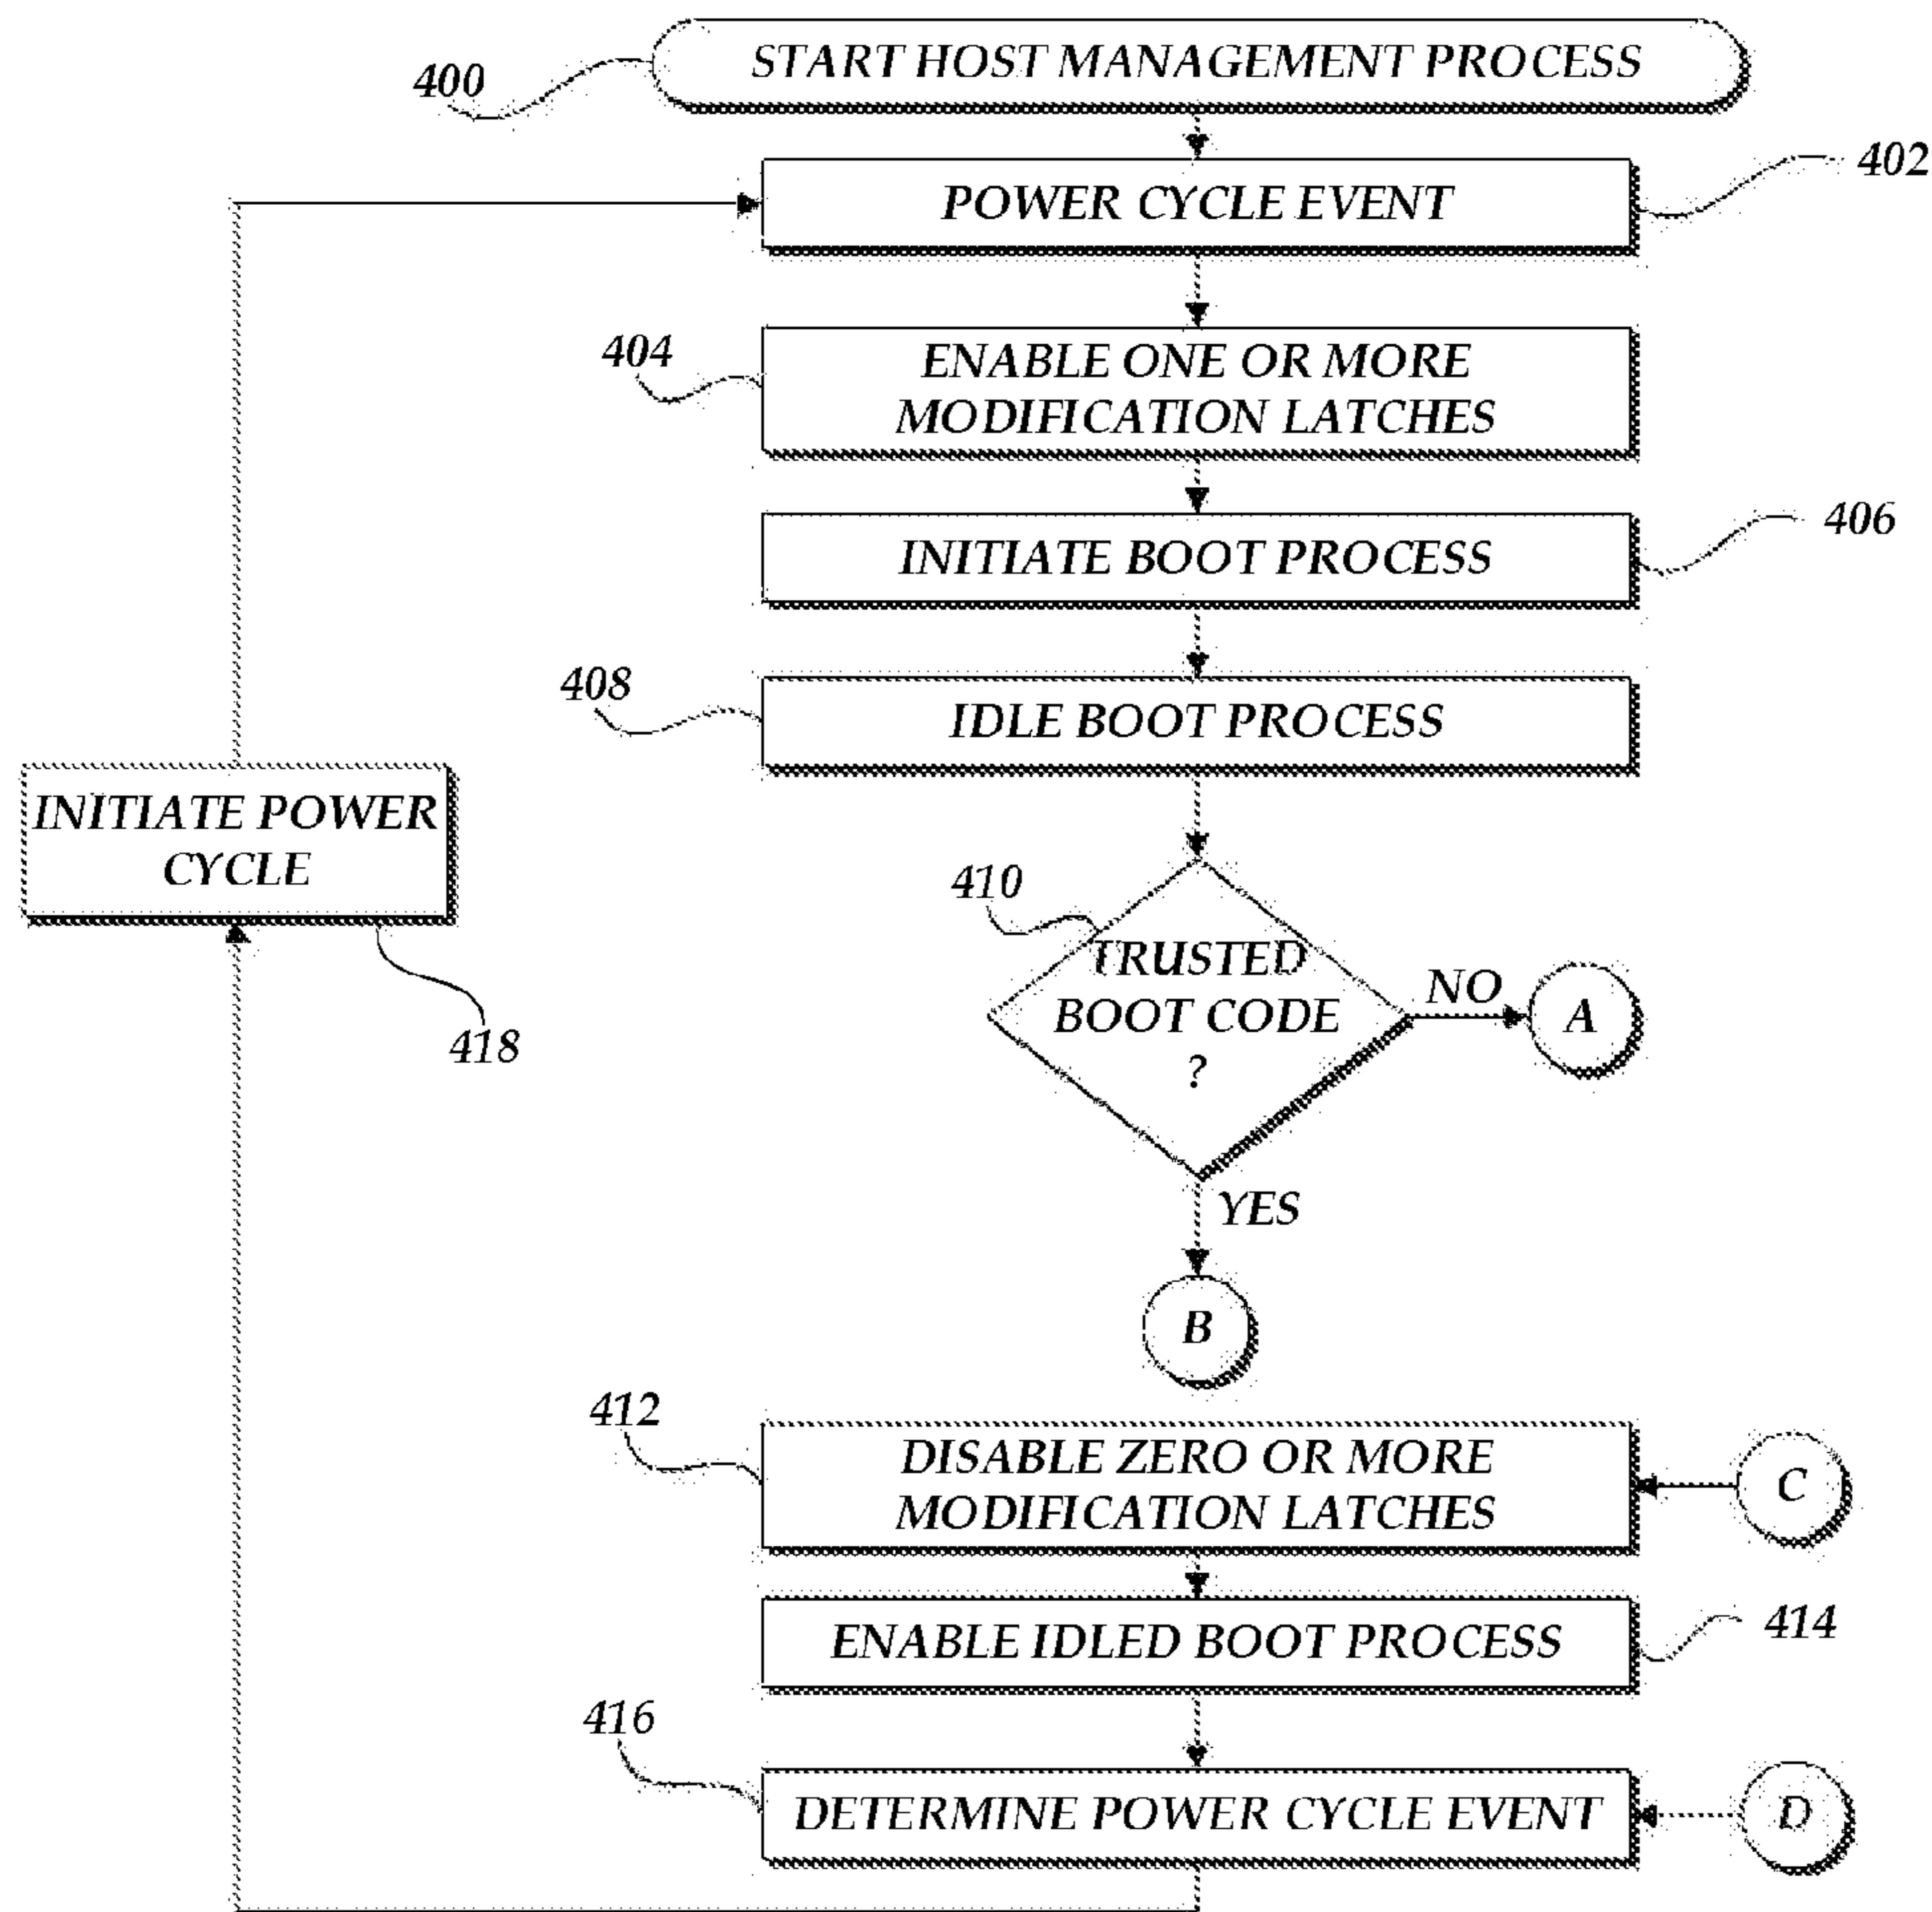 START HOST MANAGEMENT PROCESS
400
402
POWER CYCLE EVENT
404
ENABLE ONE OR MORE
MODIFICATION LATCHES
406
INITIATE BOOT PROCESS
408
IDLE BOOT PROCESS
INITIATE POWER
CYCLE
418
410
TRUSTED
BOOT CODE
?
NO
A
YES
B
412
DISABLE ZERO OR MORE
MODIFICATION LATCHES
C
ENABLE IDLED BOOT PROCESS
414
416
DETERMINE POWER CYCLE EVENT
D